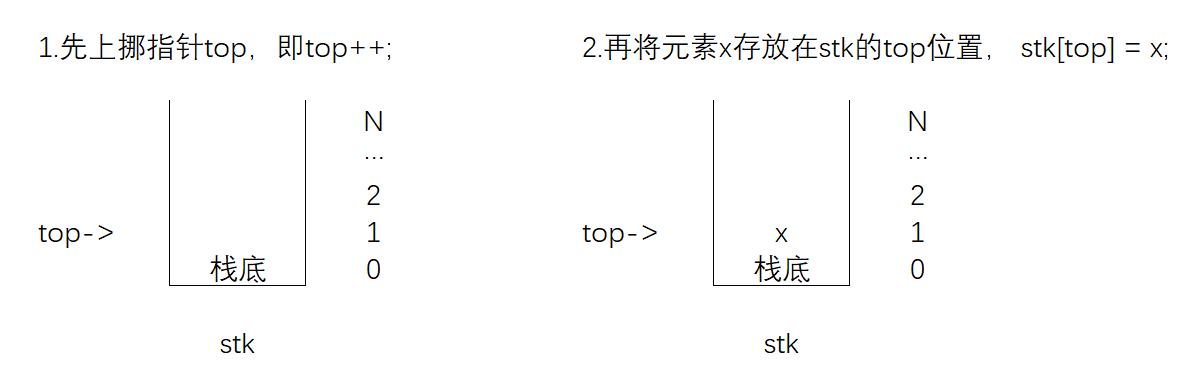 1.先上挪指针top，即top++;
N
...
2
top-> 1
栈底 0
stk
2.再将元素x存放在stk的top位置， stk[top] = x;
N
...
2
top-> x 1
栈底 0
stk